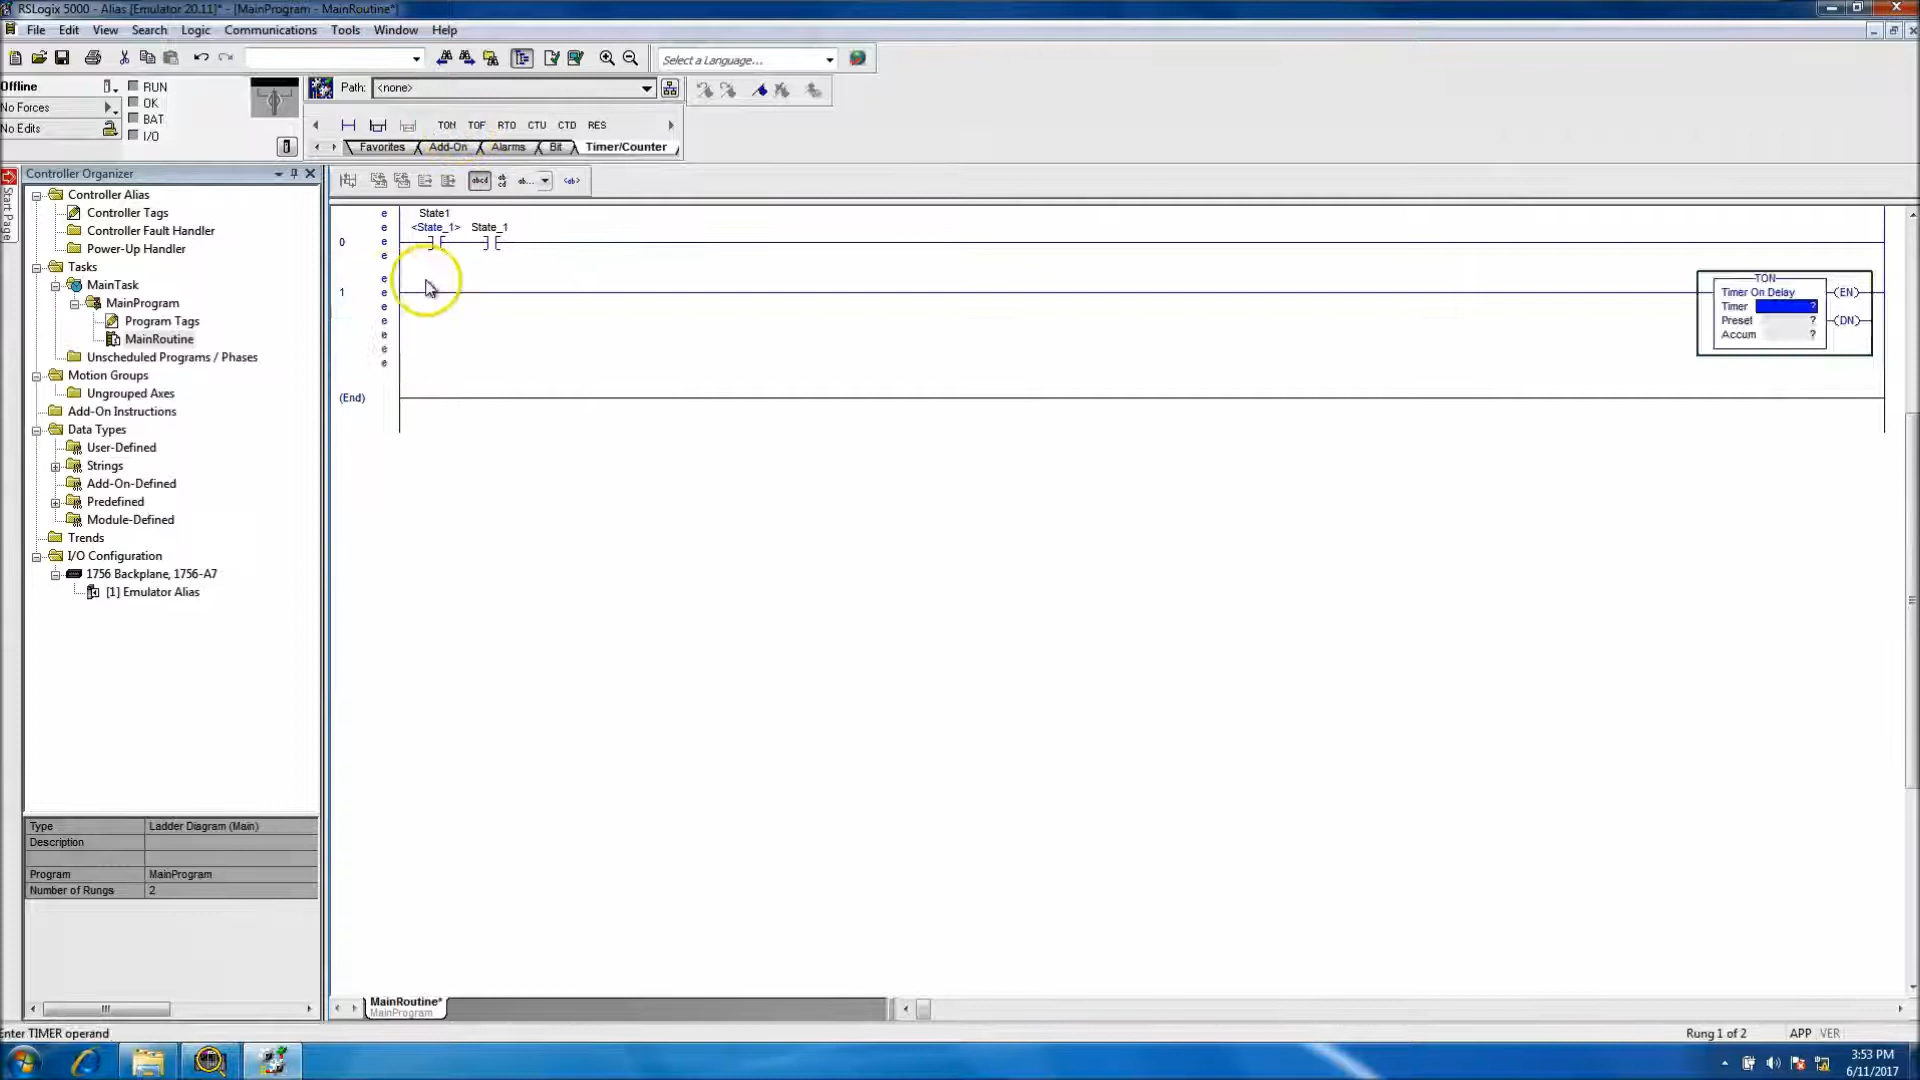 RSLogix 5000 - Alias [Emulator 20.11]* - [MainProgram - MainRoutine*]
File Edit View Search Logic Communications Tools Window Help
Select a Language...
Offline RUN Path: <none>
No Forces OK
No Edits BAT
I/O
TON TOF RTO CTU CTD RES
Favorites Add-On Alarms Bit Timer/Counter
Start Page
Controller Organizer
abcd ab cd ab... <ab>
Controller Alias
Controller Tags
Controller Fault Handler
Power-Up Handler
Tasks
MainTask
MainProgram
Program Tags
MainRoutine
Unscheduled Programs / Phases
Motion Groups
Ungrouped Axes
Add-On Instructions
Data Types
User-Defined
Strings
Add-On-Defined
Predefined
Module-Defined
Trends
I/O Configuration
1756 Backplane, 1756-A7
[1] Emulator Alias
Type Ladder Diagram (Main)
Description
Program MainProgram
Number of Rungs 2
e State1
e <State_1> State_1
0 e
e
e TON
1 e Timer On Delay (EN)
e Timer ?
e Preset ? (DN)
e Accum ?
e
e
(End)
MainRoutine*
MainProgram
Enter TIMER operand Rung 1 of 2 APP VER
3:53 PM
6/11/2017